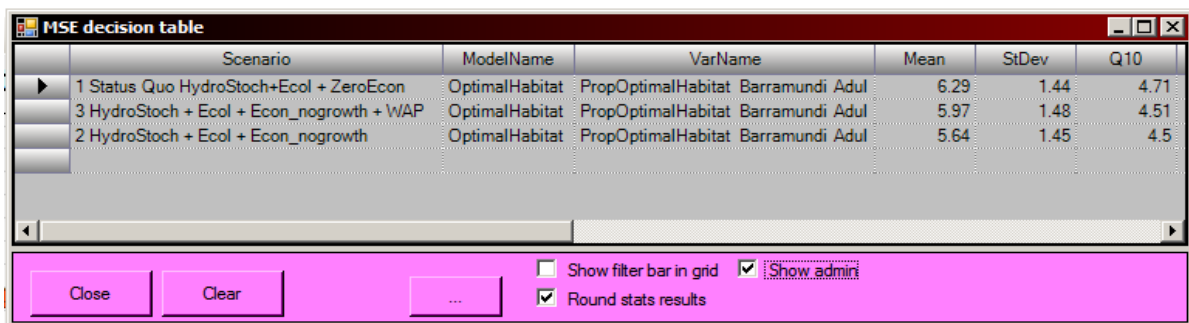 MSE decision table
Scenario ModelName VarName Mean StDev Q10
1 Status Quo HydroStoch+Ecol + ZeroEcon OptimalHabitat PropOptimalHabitat Barramundi Adul 6.29 1.44 4.71
3 HydroStoch + Ecol + Econ_nogrowth + WAP OptimalHabitat PropOptimalHabitat Barramundi Adul 5.97 1.48 4.51
2 HydroStoch + Ecol + Econ_nogrowth OptimalHabitat PropOptimalHabitat Barramundi Adul 5.64 1.45 4.5
Show filter bar in grid Show admin
Close Clear ... Round stats results